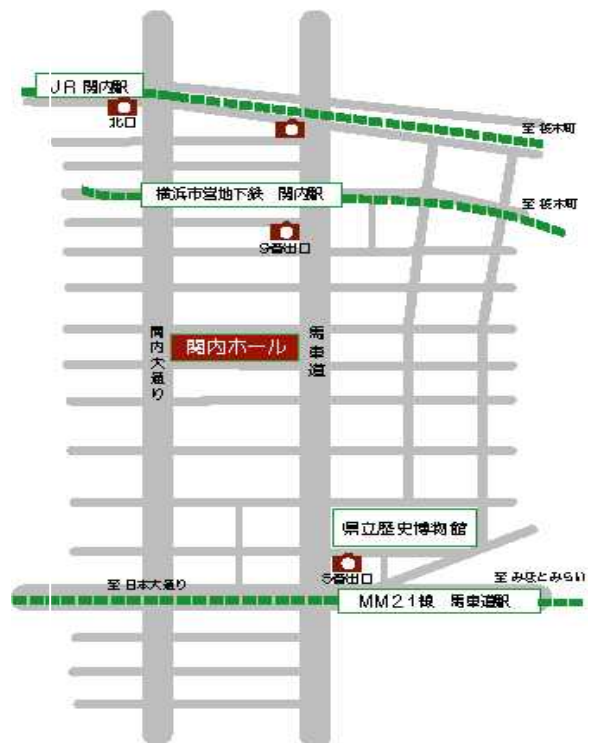 JR 関内駅
北口
至 桜木町
横浜市営地下鉄 関内駅
至 桜木町
9番出口
関内大通り
関内ホール
馬車道
県立歴史博物館
5番出口
至 日本大通り
至 みなとみらい
MM21線 馬車道駅